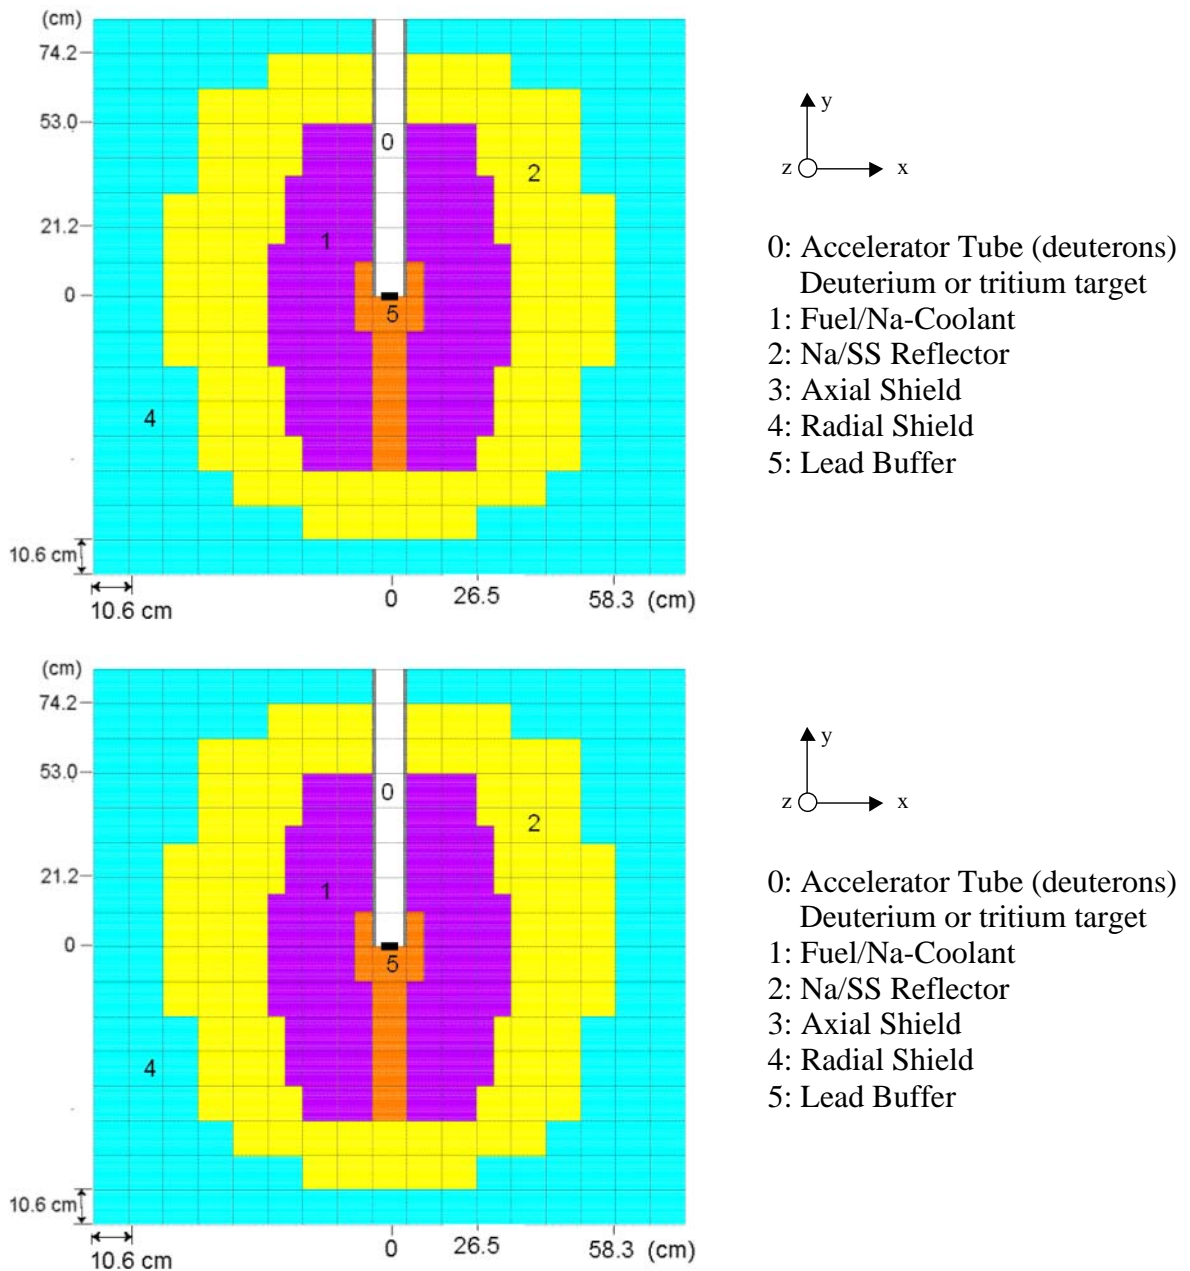 (cm)
74.2
53.0
21.2
0
10.6 cm
10.6 cm
0
26.5
58.3 (cm)
0
1
2
5
4
y
z
x
0: Accelerator Tube (deuterons)
Deuterium or tritium target
1: Fuel/Na-Coolant
2: Na/SS Reflector
3: Axial Shield
4: Radial Shield
5: Lead Buffer
(cm)
74.2
53.0
21.2
0
10.6 cm
10.6 cm
0
26.5
58.3 (cm)
0
1
2
5
4
y
z
x
0: Accelerator Tube (deuterons)
Deuterium or tritium target
1: Fuel/Na-Coolant
2: Na/SS Reflector
3: Axial Shield
4: Radial Shield
5: Lead Buffer